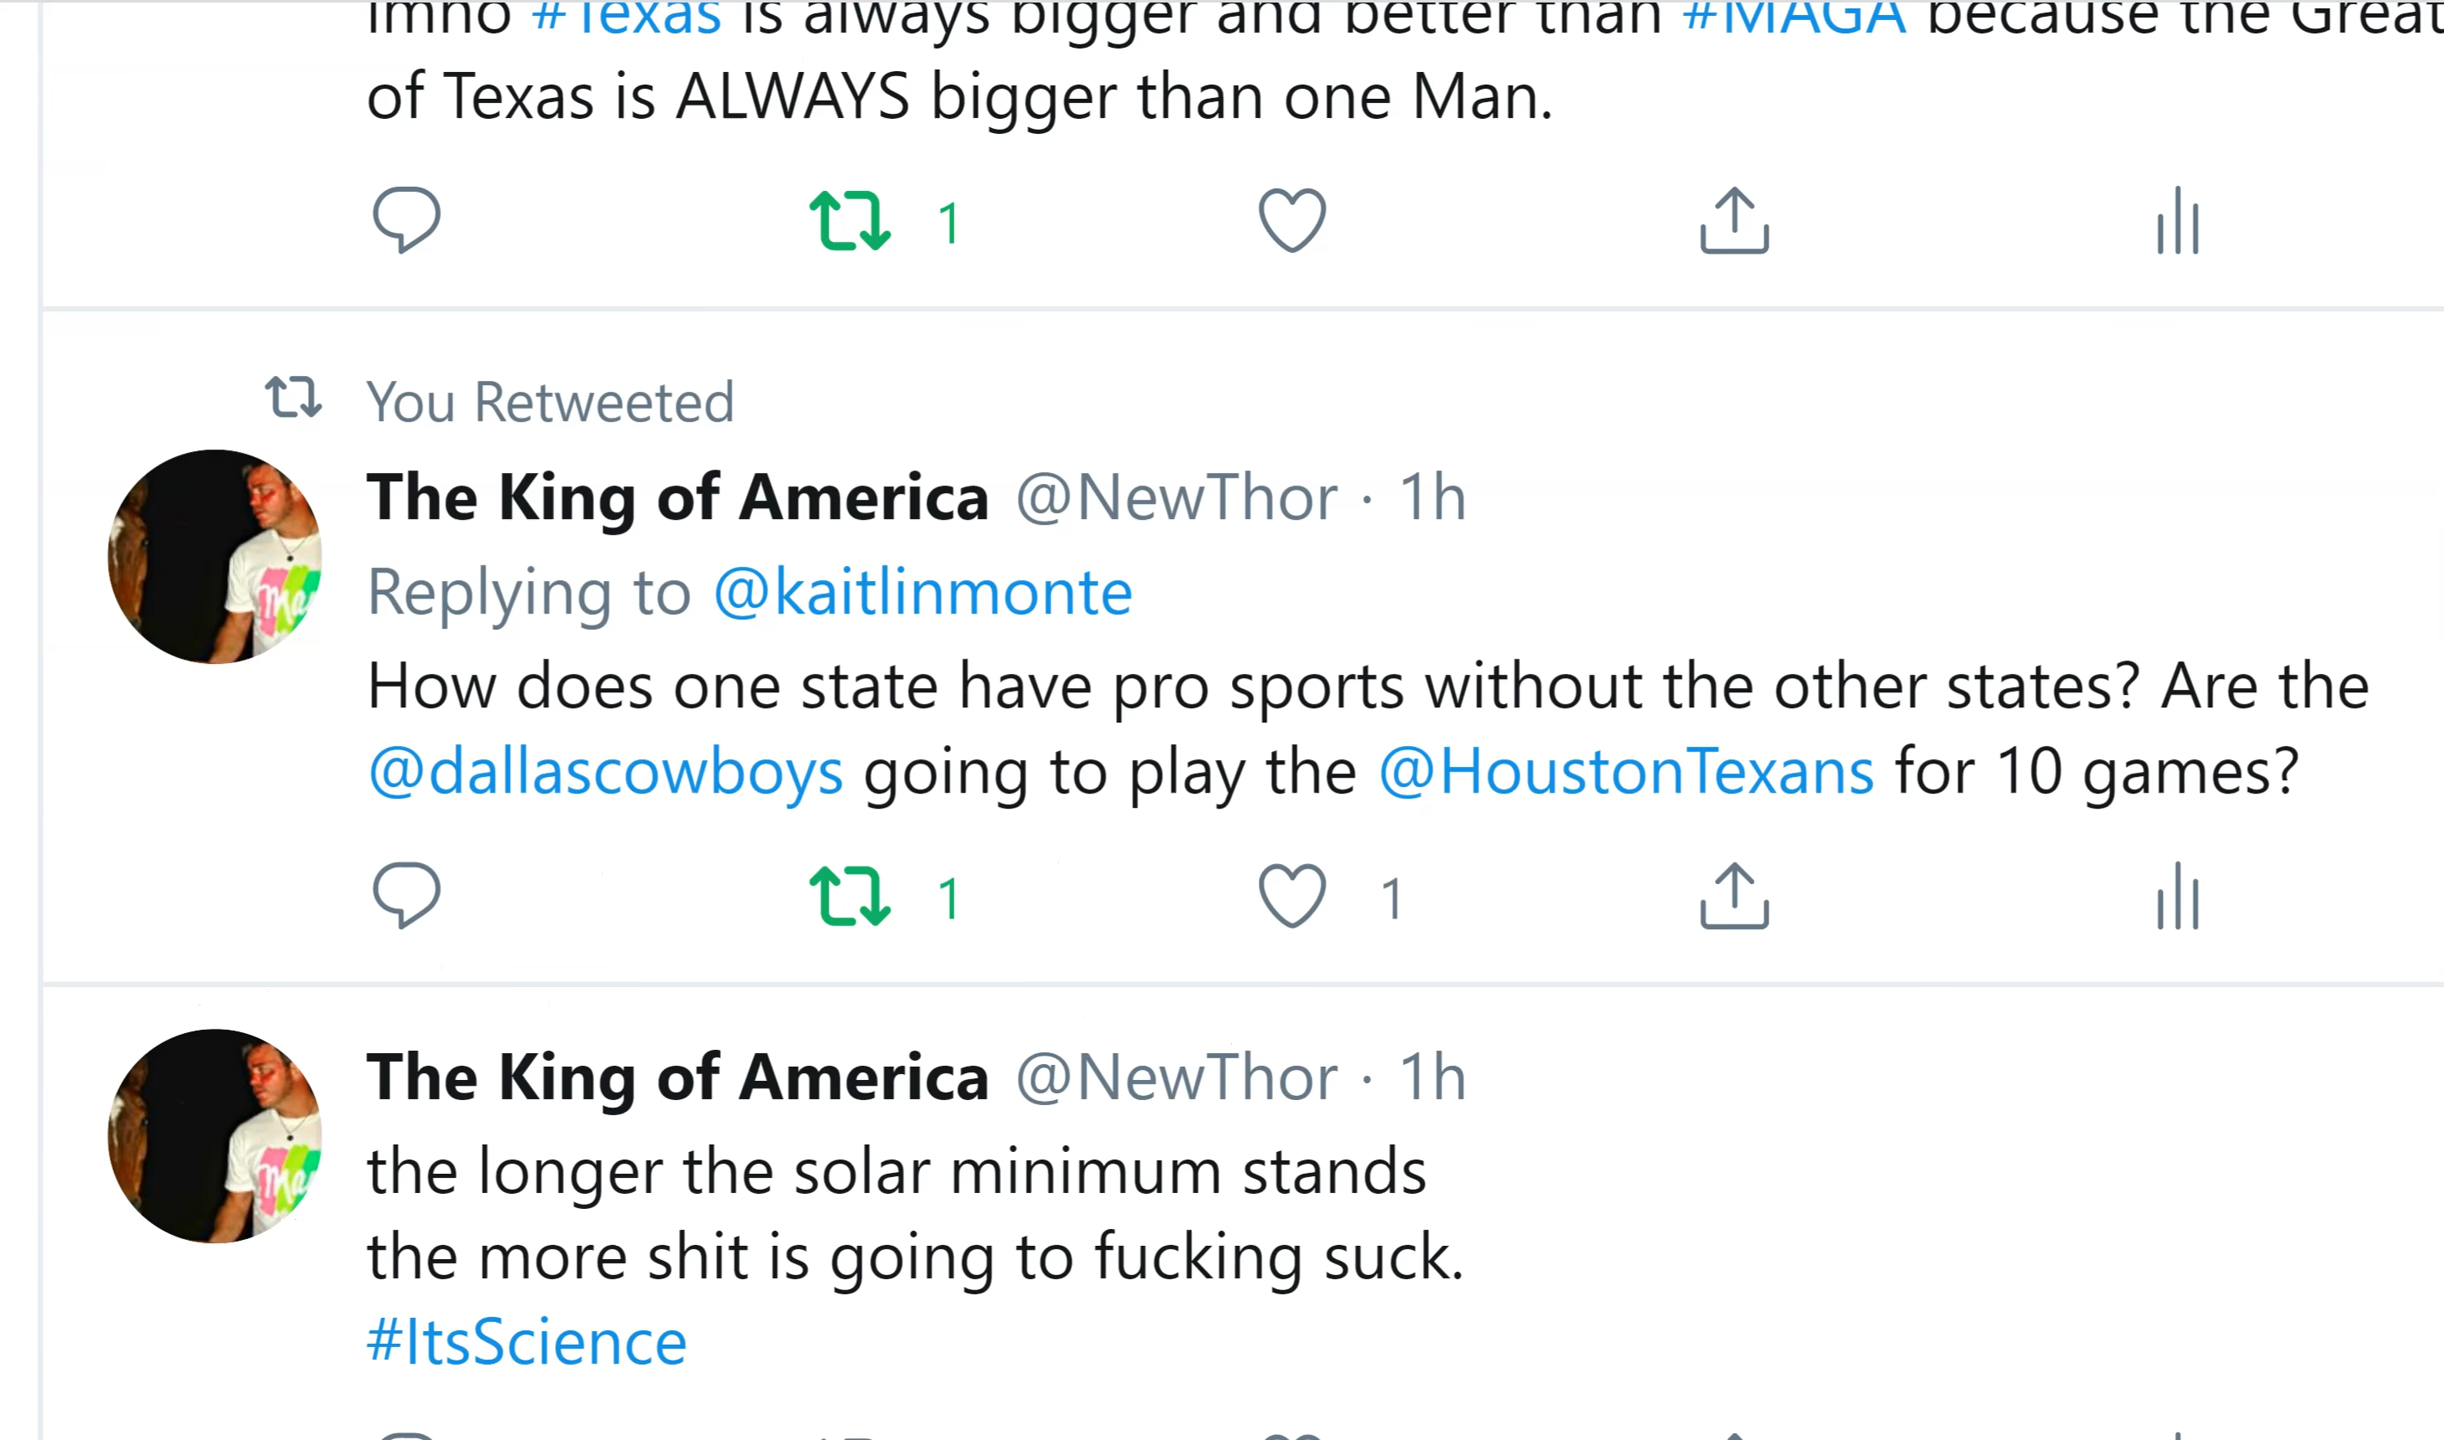 imho #Texas is always bigger and better than #MAGA because the Great
of Texas is ALWAYS bigger than one Man.
1
You Retweeted
The King of America @NewThor · 1h
Replying to @kaitlinmonte
How does one state have pro sports without the other states? Are the
@dallascowboys going to play the @HoustonTexans for 10 games?
1 1
The King of America @NewThor · 1h
the longer the solar minimum stands
the more shit is going to fucking suck.
#ItsScience